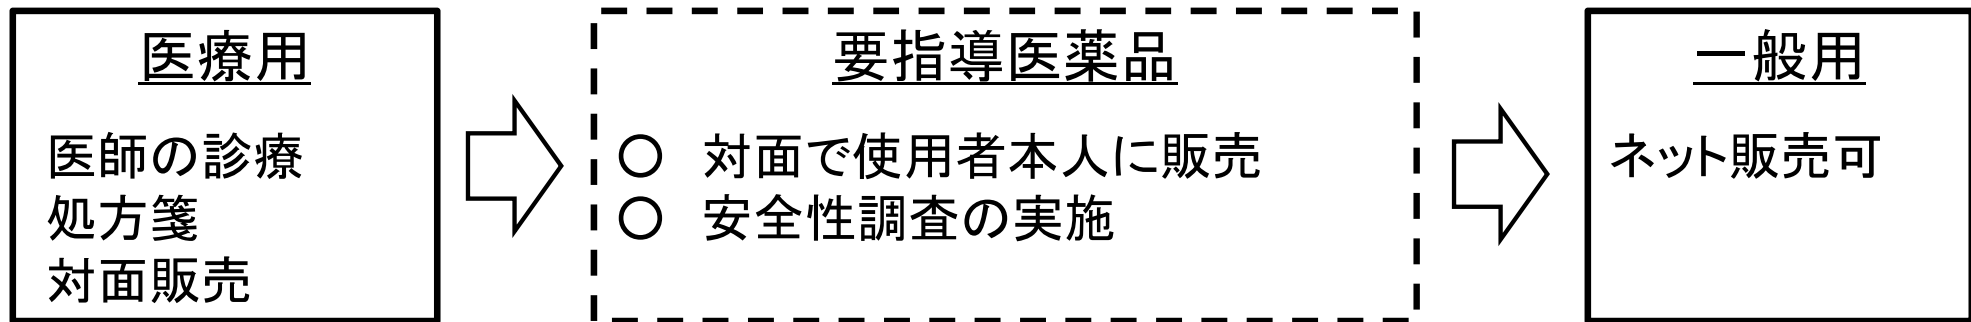 医療用
医師の診療
処方箋
対面販売
要指導医薬品
○ 対面で使用者本人に販売
○ 安全性調査の実施
一般用
ネット販売可